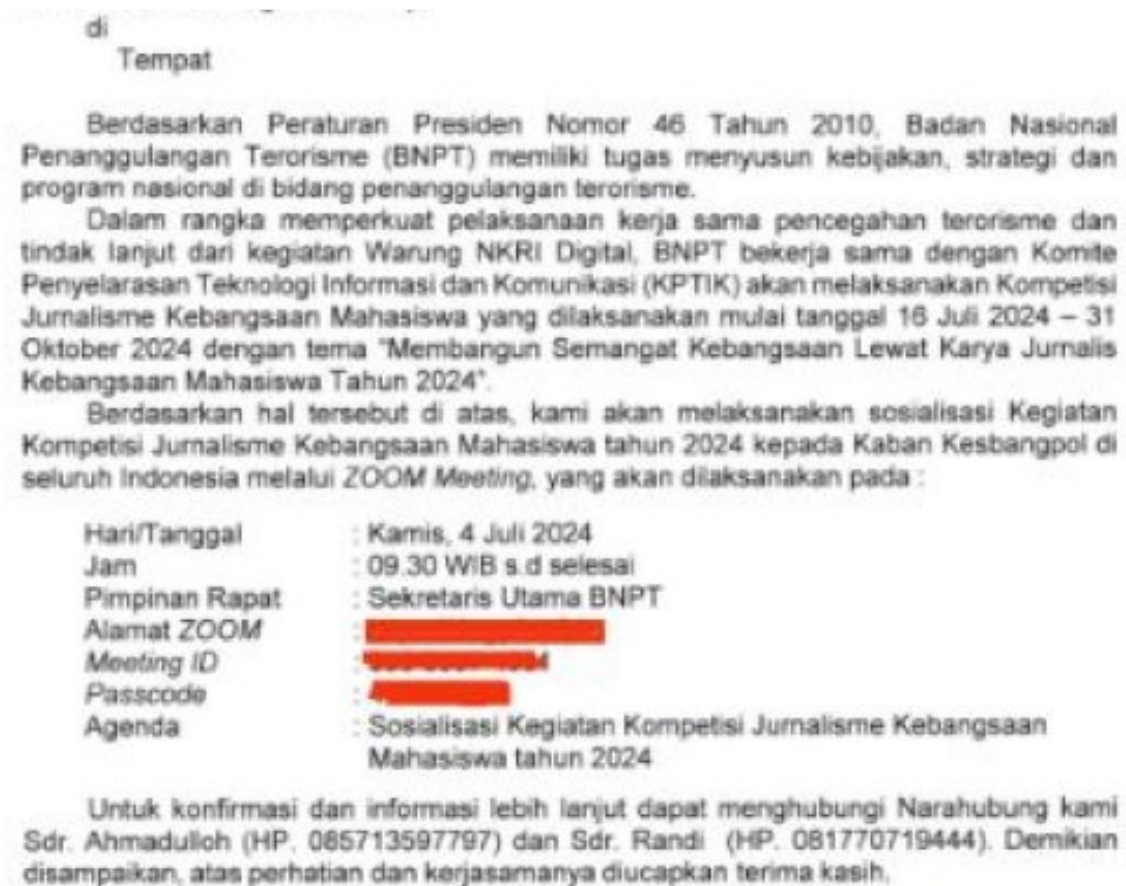 di
Tempat
Berdasarkan Peraturan Presiden Nomor 46 Tahun 2010, Badan Nasional
Penanggulangan Terorisme (BNPT) memiliki tugas menyusun kebijakan, strategi dan
program nasional di bidang penanggulangan terorisme.
Dalam rangka memperkuat pelaksanaan kerja sama pencegahan terorisme dan
tindak lanjut dari kegiatan Warung NKRI Digital, BNPT bekerja sama dengan Komite
Penyelarasan Teknologi Informasi dan Komunikasi (KPTIK) akan melaksanakan Kompetisi
Jurnalisme Kebangsaan Mahasiswa yang dilaksanakan mulai tanggal 16 Juli 2024 – 31
Oktober 2024 dengan tema "Membangun Semangat Kebangsaan Lewat Karya Jurnalis
Kebangsaan Mahasiswa Tahun 2024".
Berdasarkan hal tersebut di atas, kami akan melaksanakan sosialisasi Kegiatan
Kompetisi Jurnalisme Kebangsaan Mahasiswa tahun 2024 kepada Kaban Kesbangpol di
seluruh Indonesia melalui ZOOM Meeting, yang akan dilaksanakan pada :
Hari/Tanggal : Kamis, 4 Juli 2024
Jam : 09.30 WIB s.d selesai
Pimpinan Rapat : Sekretaris Utama BNPT
Alamat ZOOM :
Meeting ID :
Passcode :
Agenda : Sosialisasi Kegiatan Kompetisi Jurnalisme Kebangsaan
Mahasiswa tahun 2024
Untuk konfirmasi dan informasi lebih lanjut dapat menghubungi Narahubung kami
Sdr. Ahmadulloh (HP. 085713597797) dan Sdr. Randi (HP. 081770719444). Demikian
disampaikan, atas perhatian dan kerjasamanya diucapkan terima kasih.